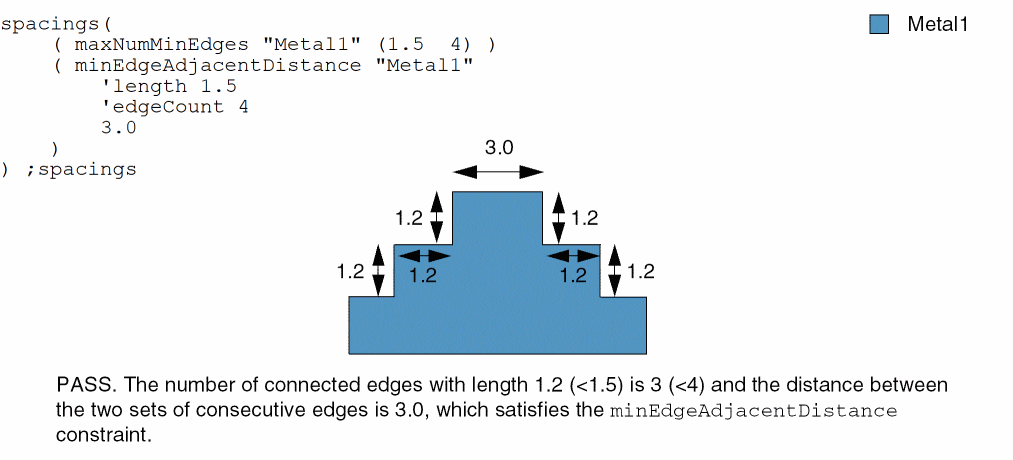 spacings(
( maxNumMinEdges "Metal1" (1.5 4) )
( minEdgeAdjacentDistance "Metal1"
'length 1.5
'edgeCount 4
3.0
)
) ;spacings
Metal1
3.0
1.2
1.2
1.2
1.2
1.2
1.2
PASS. The number of connected edges with length 1.2 (<1.5) is 3 (<4) and the distance between
the two sets of consecutive edges is 3.0, which satisfies the minEdgeAdjacentDistance
constraint.